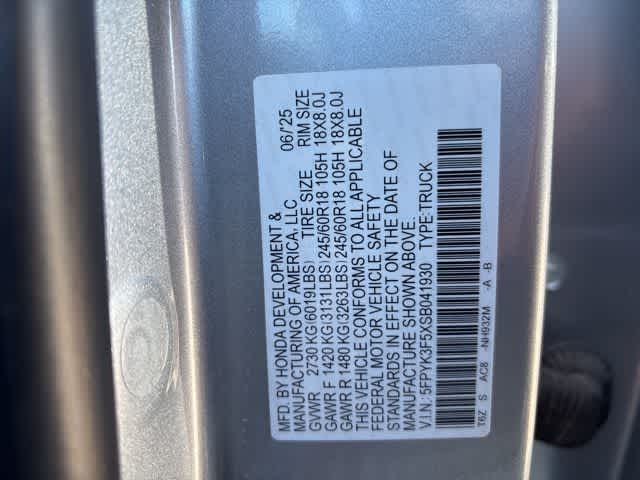 MFD. BY HONDA DEVELOPMENT &
MANUFACTURING OF AMERICA, LLC 06/'25
GVWR 2730 KG(6019LBS) TIRE SIZE RIM SIZE
GAWR F 1420 KG(3131LBS) 245/60R18 105H 18X8.0J
GAWR R 1480 KG(3263LBS) 245/60R18 105H 18X8.0J
THIS VEHICLE CONFORMS TO ALL APPLICABLE
FEDERAL MOTOR VEHICLE SAFETY
STANDARDS IN EFFECT ON THE DATE OF
MANUFACTURE SHOWN ABOVE.
V.I.N: 5FPYK3F5XSB041930 TYPE:TRUCK
T6Z S AC8 -NH932M -A -B